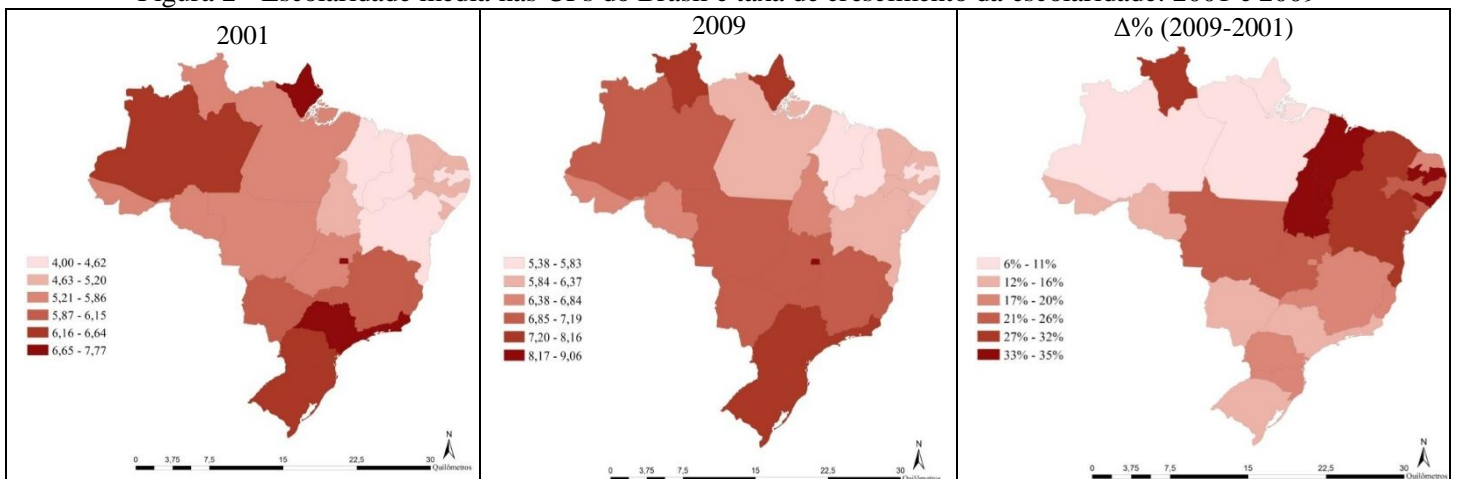 Figura 2 - Escolaridade média nas UFs do Brasil e taxa de crescimento da escolaridade: 2001 e 2009
2001
4,00 - 4,62
4,63 - 5,20
5,21 - 5,86
5,87 - 6,15
6,16 - 6,64
6,65 - 7,77
N
0 3,75 7,5 15 22,5 30
Quilômetros
2009
5,38 - 5,83
5,84 - 6,37
6,38 - 6,84
6,85 - 7,19
7,20 - 8,16
8,17 - 9,06
N
0 3,75 7,5 15 22,5 30
Quilômetros
Δ% (2009-2001)
6% - 11%
12% - 16%
17% - 20%
21% - 26%
27% - 32%
33% - 35%
N
0 3,75 7,5 15 22,5 30
Quilômetros